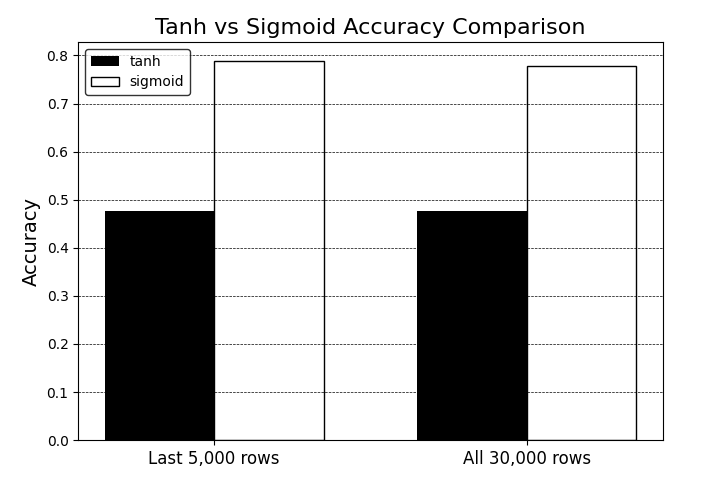 Tanh vs Sigmoid Accuracy Comparison
tanh
sigmoid
Accuracy
0.8
0.7
0.6
0.5
0.4
0.3
0.2
0.1
0.0
Last 5,000 rows
All 30,000 rows